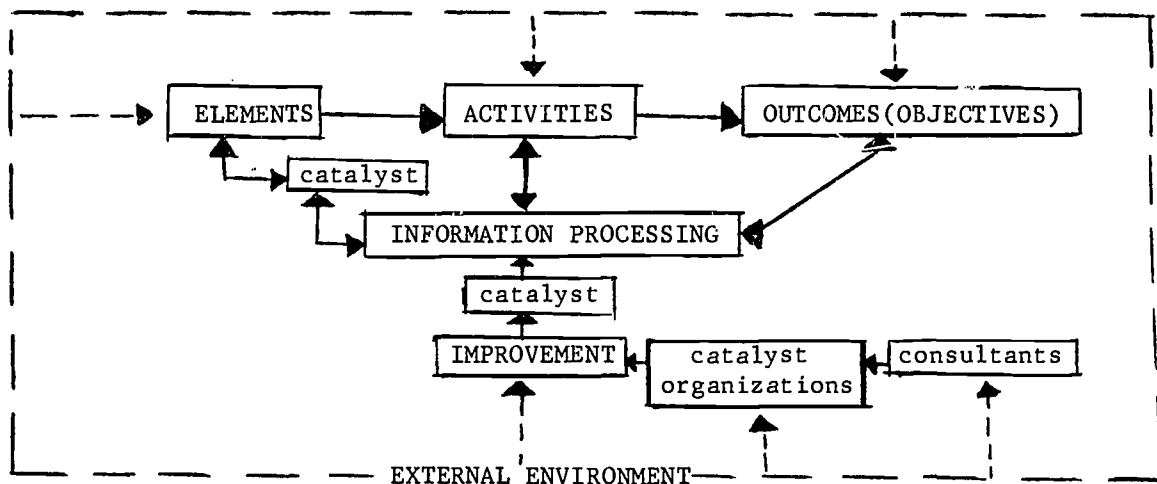 ELEMENTS
ACTIVITIES
OUTCOMES(OBJECTIVES)
catalyst
INFORMATION PROCESSING
catalyst
IMPROVEMENT
catalyst
organizations
consultants
EXTERNAL ENVIRONMENT